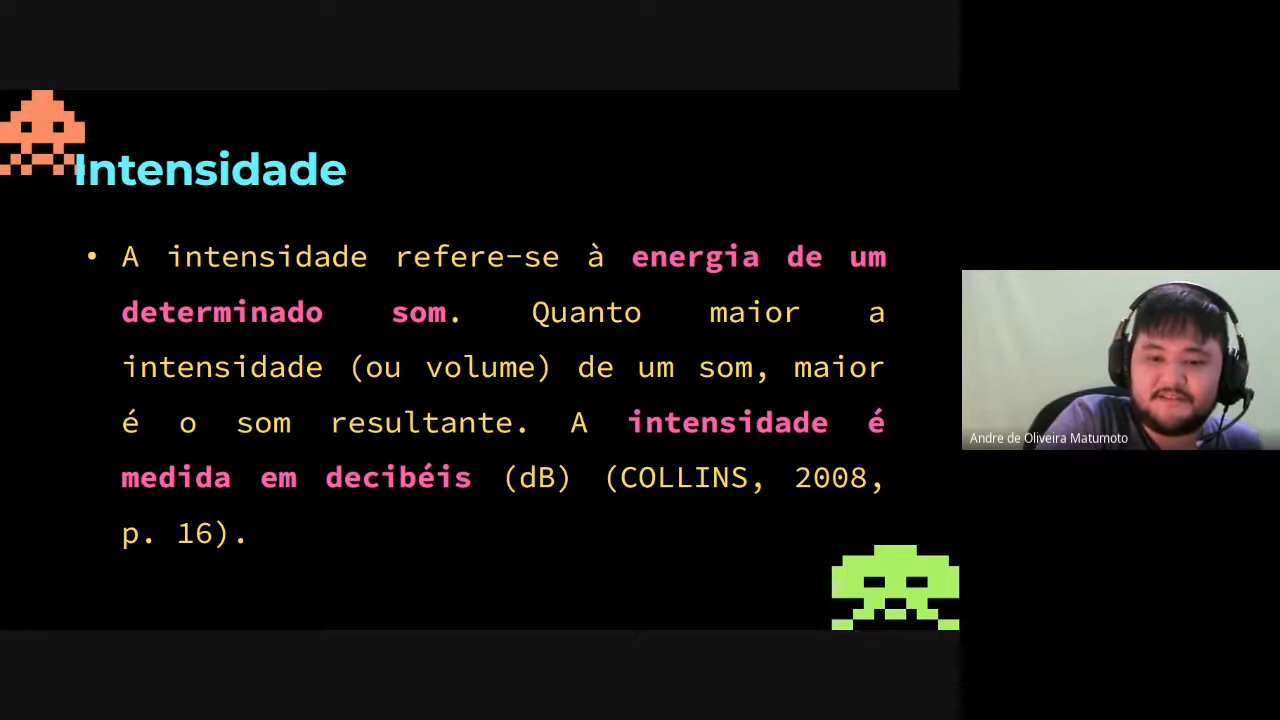 Intensidade
• A intensidade refere-se à energia de um
determinado som. Quanto maior a
intensidade (ou volume) de um som, maior
é o som resultante. A intensidade é
medida em decibéis (dB) (COLLINS, 2008,
p. 16).
Andre de Oliveira Matumoto